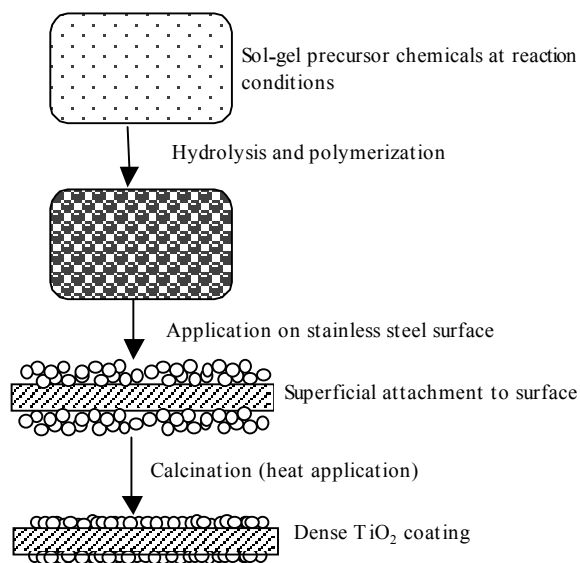 Sol-gel precursor chemicals at reaction
conditions
Hydrolysis and polymerization
Application on stainless steel surface
Superficial attachment to surface
Calcination (heat application)
Dense TiO₂ coating